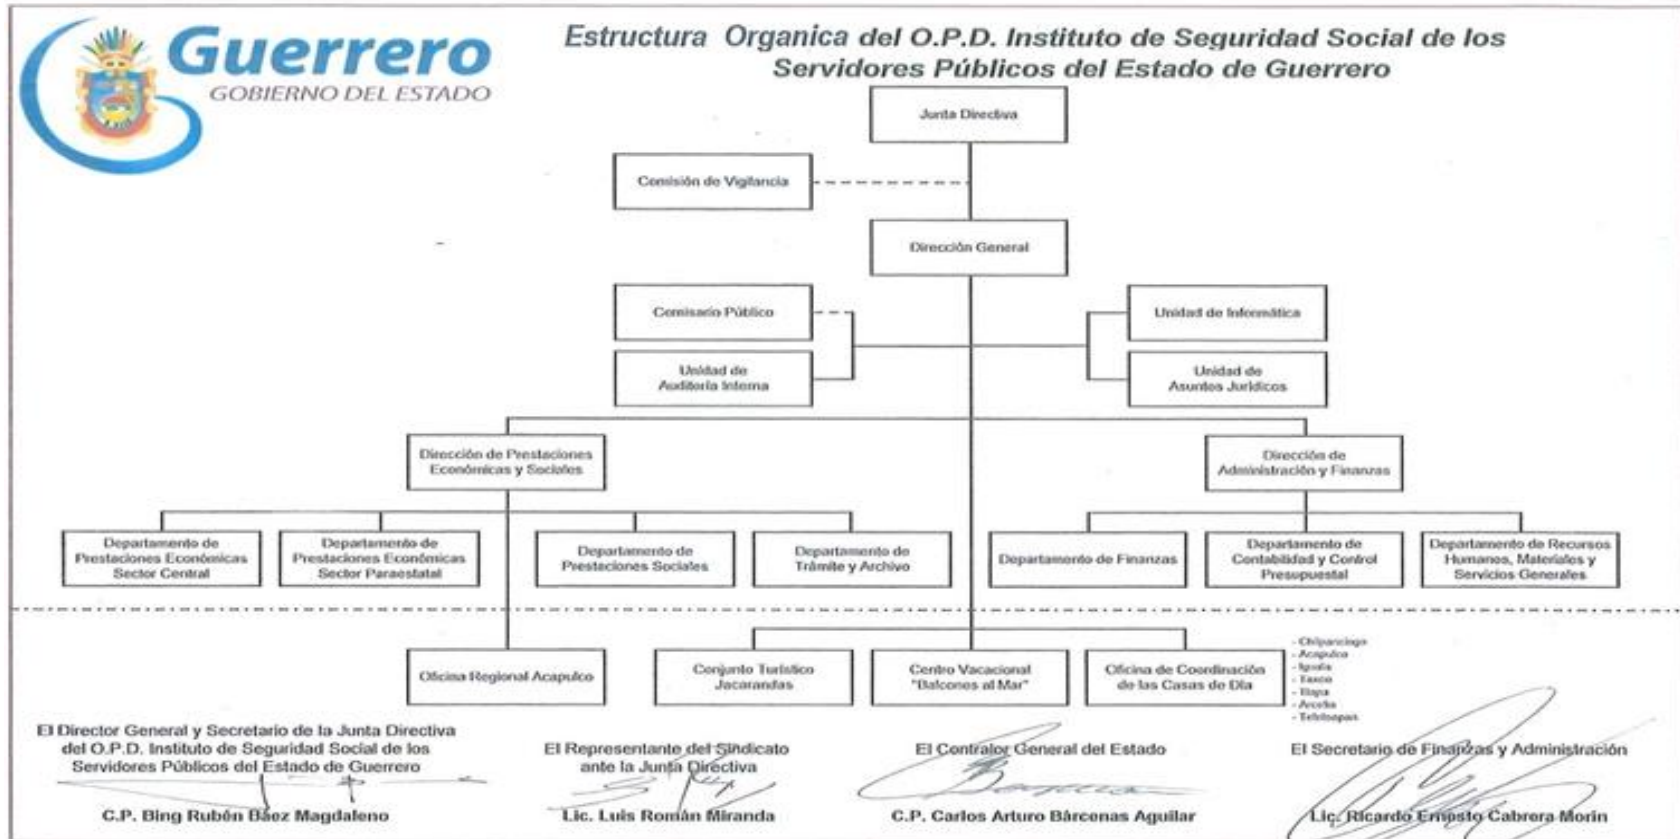 Guerrero
GOBIERNO DEL ESTADO
Estructura Organica del O.P.D. Instituto de Seguridad Social de los
Servidores Públicos del Estado de Guerrero
Junta Directiva
Comisión de Vigilancia
Dirección General
Comisario Público
Unidad de Informática
Unidad de
Auditoría Interna
Unidad de
Asuntos Jurídicos
Dirección de Prestaciones
Económicas y Sociales
Dirección de
Administración y Finanzas
Departamento de
Prestaciones Económicas
Sector Central
Departamento de
Prestaciones Económicas
Sector Paraestatal
Departamento de
Prestaciones Sociales
Departamento de
Trámite y Archivo
Departamento de Finanzas
Departamento de
Contabilidad y Control
Presupuestal
Departamento de Recursos
Humanos, Materiales y
Servicios Generales
Oficina Regional Acapulco
Conjunto Turístico
Jacarandas
Centro Vacacional
"Balcones al Mar"
Oficina de Coordinación
de las Casas de Día
- Chilpancingo
- Acapulco
- Iguala
- Taxco
- Tlapa
- Arcelia
- Teloloapan
El Director General y Secretario de la Junta Directiva
del O.P.D. Instituto de Seguridad Social de los
Servidores Públicos del Estado de Guerrero
C.P. Bing Rubén Báez Magdaleno
El Representante del Sindicato
ante la Junta Directiva
Lic. Luis Román Miranda
El Contralor General del Estado
C.P. Carlos Arturo Bárcenas Aguilar
El Secretario de Finanzas y Administración
Lic. Ricardo Ernesto Cabrera Morin